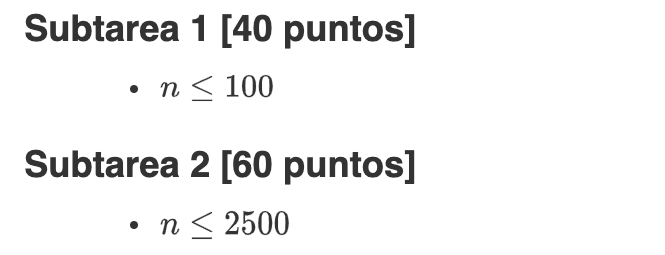 Subtarea 1 [40 puntos]
• n ≤ 100
Subtarea 2 [60 puntos]
• n ≤ 2500